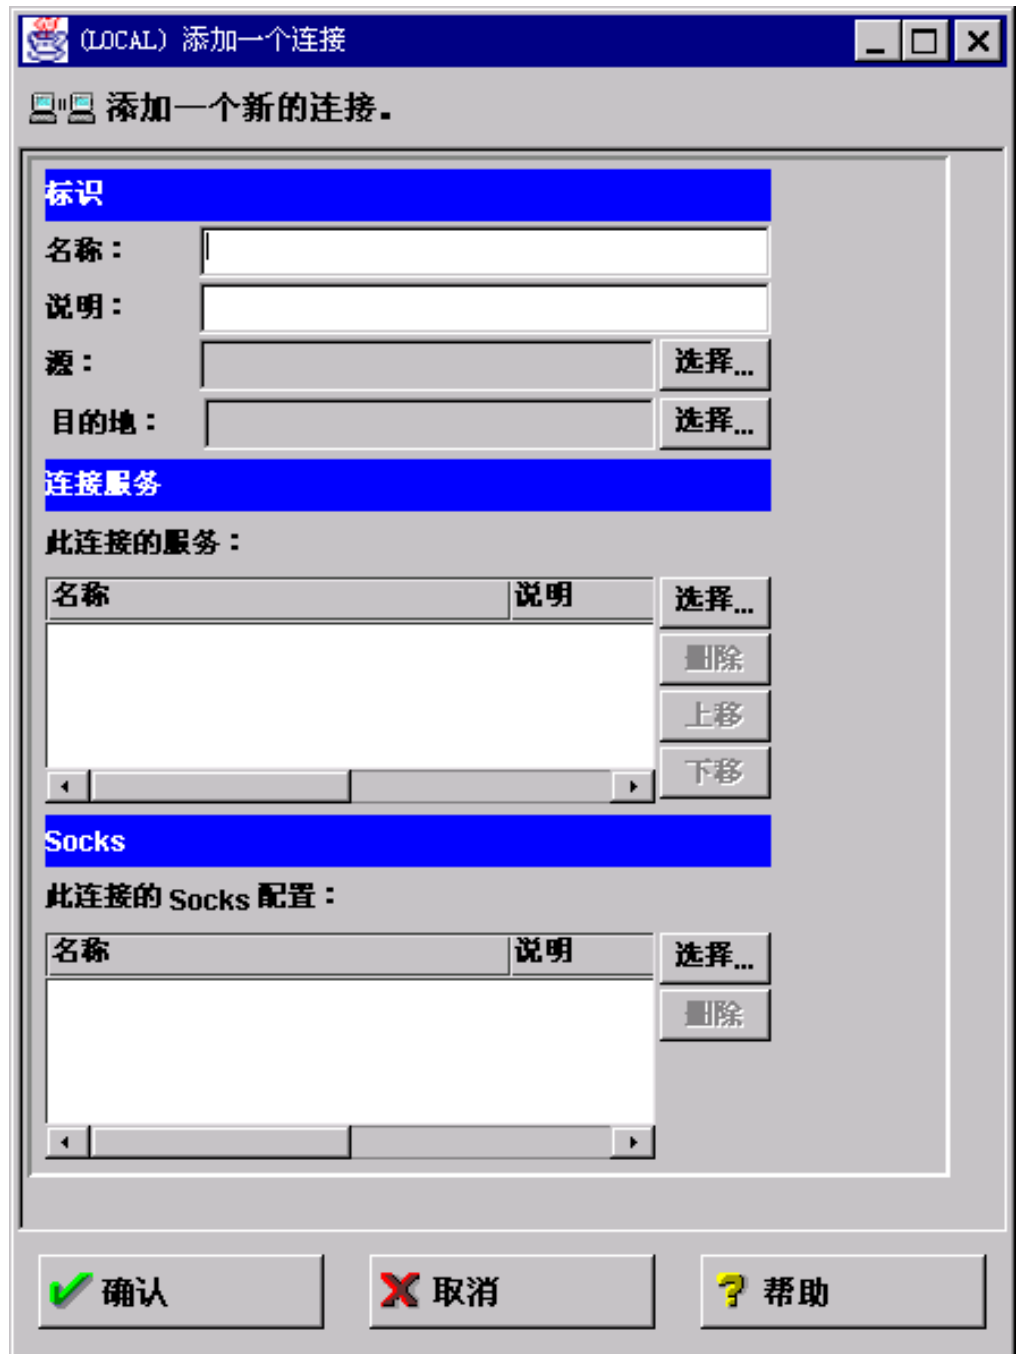 (LOCAL) 添加一个连接
添加一个新的连接.
标识
名称：
说明：
源： 选择...
目的地： 选择...
连接服务
此连接的服务：
名称 说明 选择...
删除
上移
下移
Socks
此连接的 Socks 配置：
名称 说明 选择...
删除
确认 取消 帮助